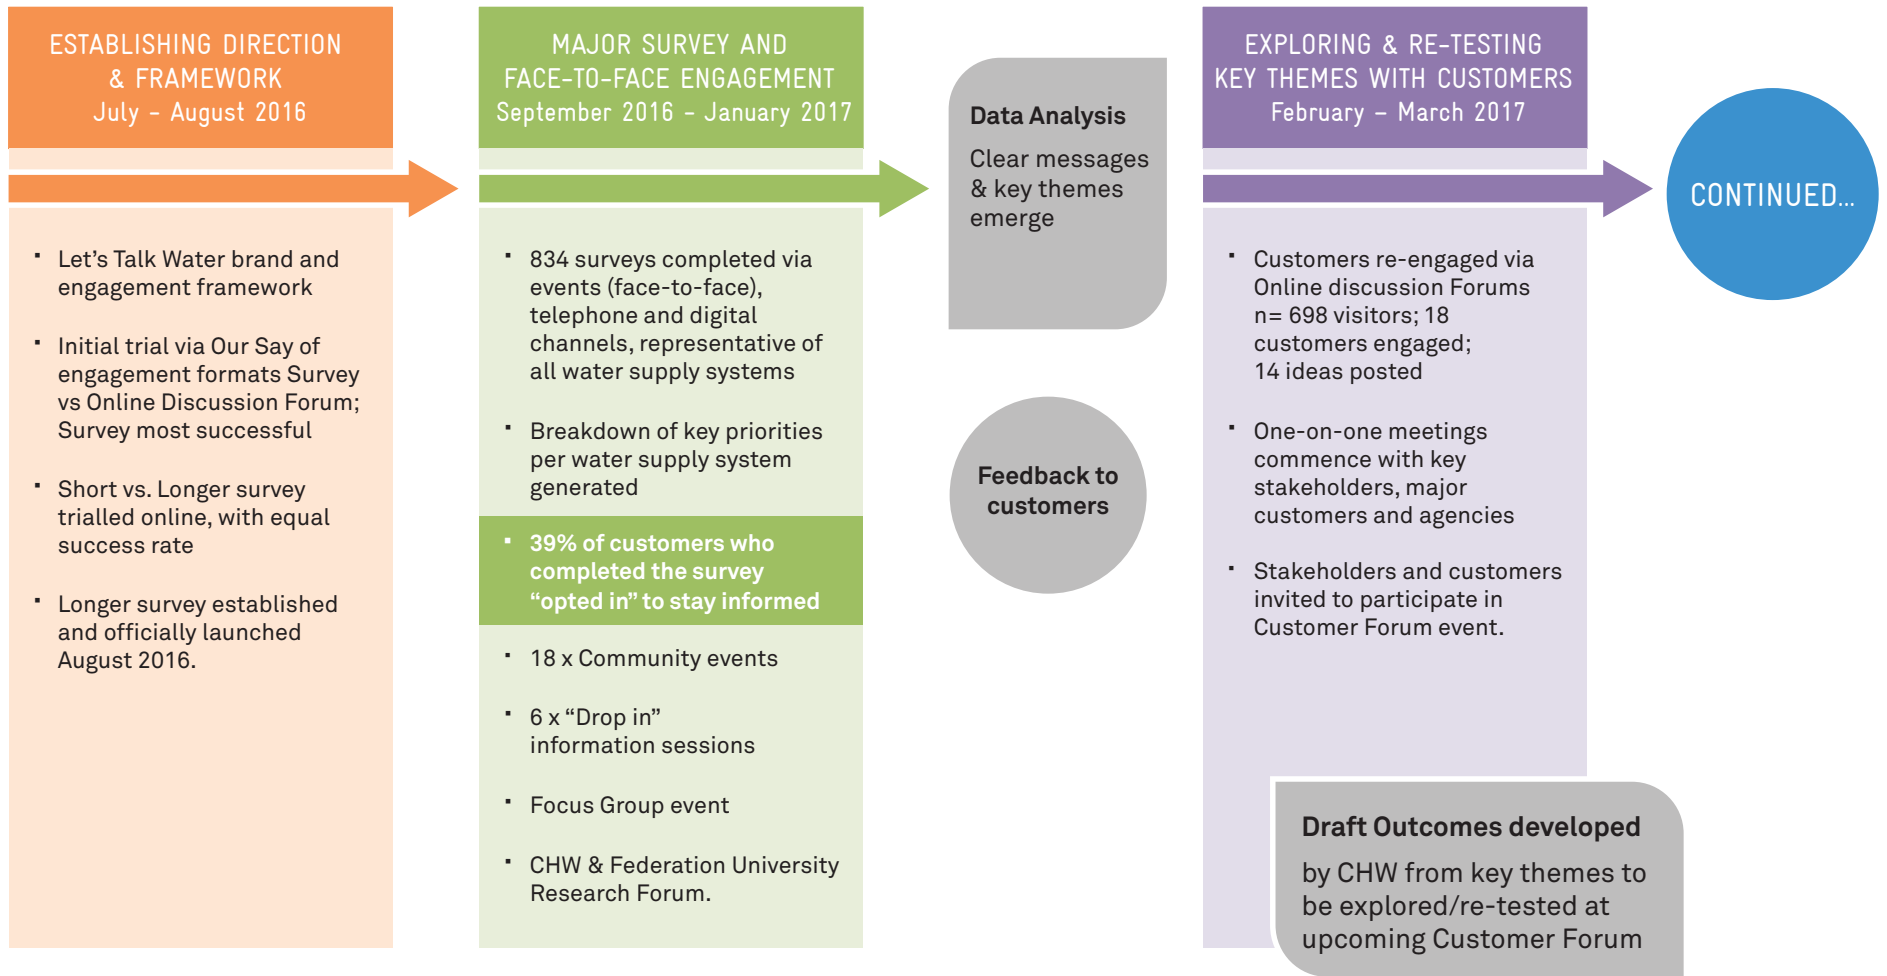 ESTABLISHING DIRECTION
& FRAMEWORK
July - August 2016
▪ Let’s Talk Water brand and
engagement framework
▪ Initial trial via Our Say of
engagement formats Survey
vs Online Discussion Forum;
Survey most successful
▪ Short vs. Longer survey
trialled online, with equal
success rate
▪ Longer survey established
and officially launched
August 2016.
MAJOR SURVEY AND
FACE-TO-FACE ENGAGEMENT
September 2016 - January 2017
▪ 834 surveys completed via
events (face-to-face),
telephone and digital
channels, representative of
all water supply systems
▪ Breakdown of key priorities
per water supply system
generated
▪ 39% of customers who
completed the survey
“opted in” to stay informed
▪ 18 x Community events
▪ 6 x “Drop in”
information sessions
▪ Focus Group event
▪ CHW & Federation University
Research Forum.
Data Analysis
Clear messages
& key themes
emerge
Feedback to
customers
EXPLORING & RE-TESTING
KEY THEMES WITH CUSTOMERS
February – March 2017
▪ Customers re-engaged via
Online discussion Forums
n= 698 visitors; 18
customers engaged;
14 ideas posted
▪ One-on-one meetings
commence with key
stakeholders, major
customers and agencies
▪ Stakeholders and customers
invited to participate in
Customer Forum event.
Draft Outcomes developed
by CHW from key themes to
be explored/re-tested at
upcoming Customer Forum
CONTINUED...